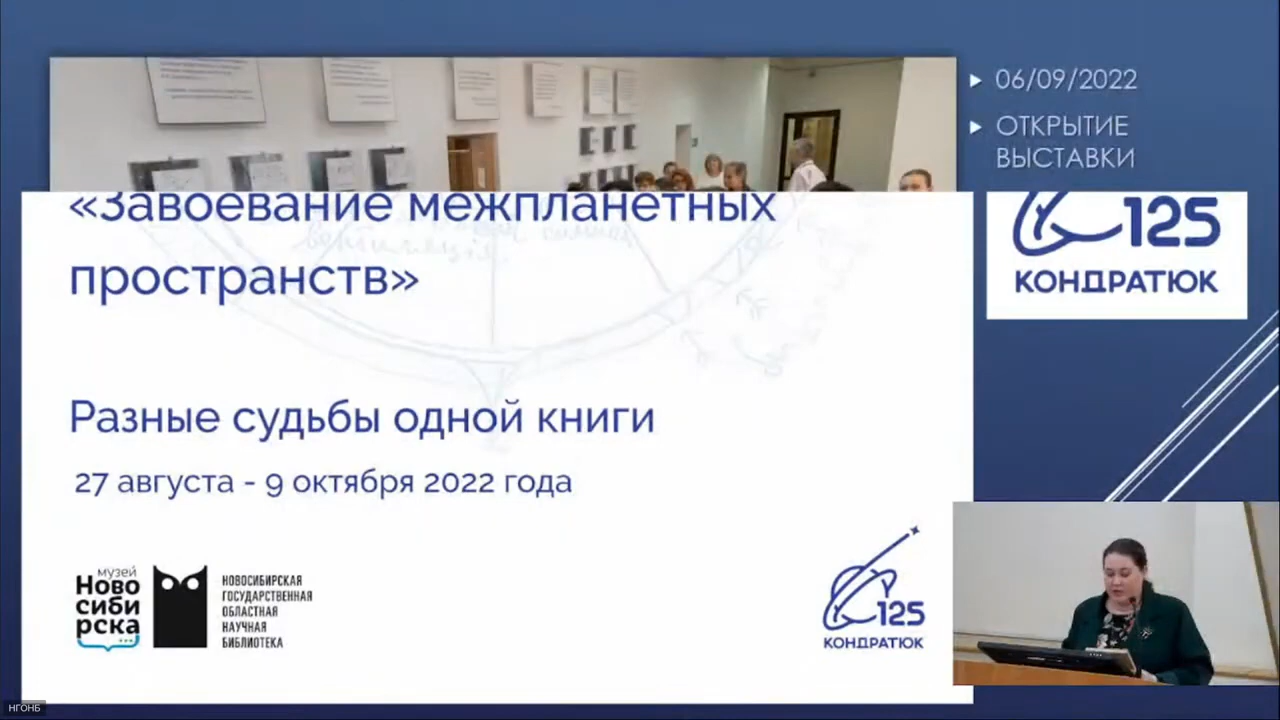 06/09/2022
ОТКРЫТИЕ
ВЫСТАВКИ
«Завоевание межпланетных
пространств»
Разные судьбы одной книги
27 августа - 9 октября 2022 года
125
КОНДРАТЮК
музей
Ново
сиби
рска
НОВОСИБИРСКАЯ
ГОСУДАРСТВЕННАЯ
ОБЛАСТНАЯ
НАУЧНАЯ
БИБЛИОТЕКА
125
КОНДРАТЮК
НГОНБ